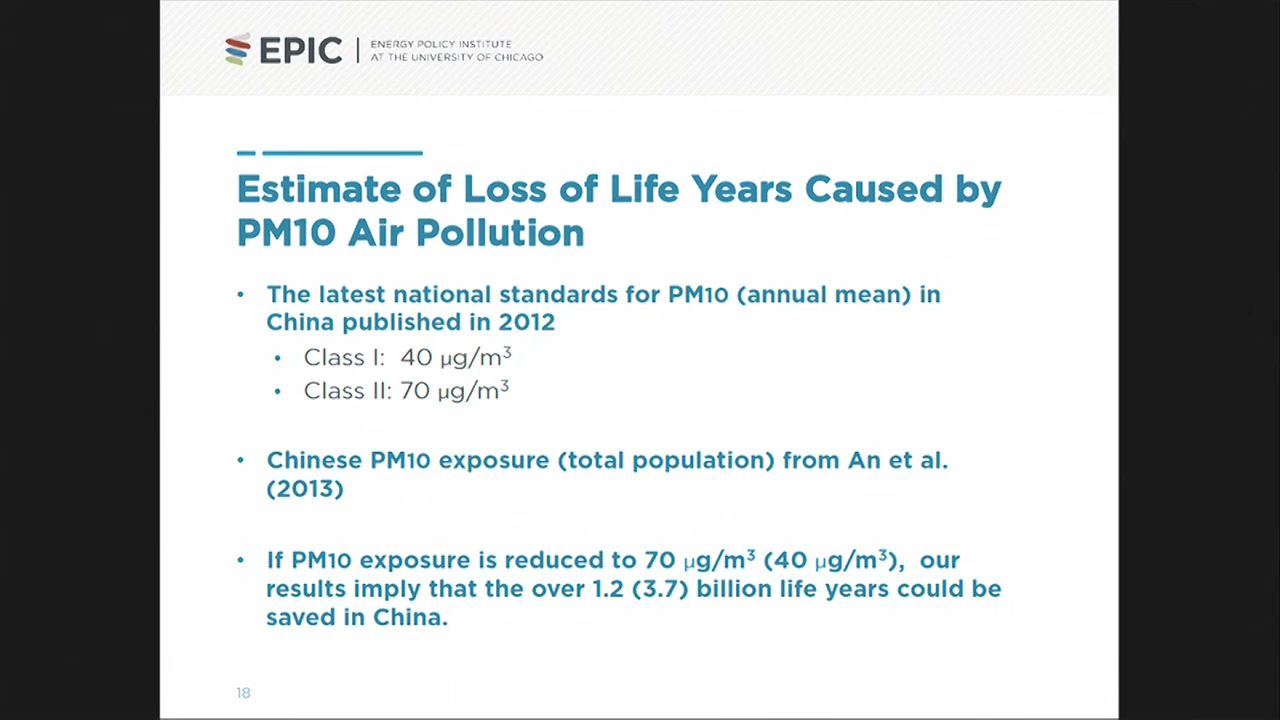 EPIC
ENERGY POLICY INSTITUTE
AT THE UNIVERSITY OF CHICAGO
Estimate of Loss of Life Years Caused by
PM10 Air Pollution
• The latest national standards for PM10 (annual mean) in
China published in 2012
• Class I: 40 μg/m³
• Class II: 70 μg/m³
• Chinese PM10 exposure (total population) from An et al.
(2013)
• If PM10 exposure is reduced to 70 μg/m³ (40 μg/m³), our
results imply that the over 1.2 (3.7) billion life years could be
saved in China.
18